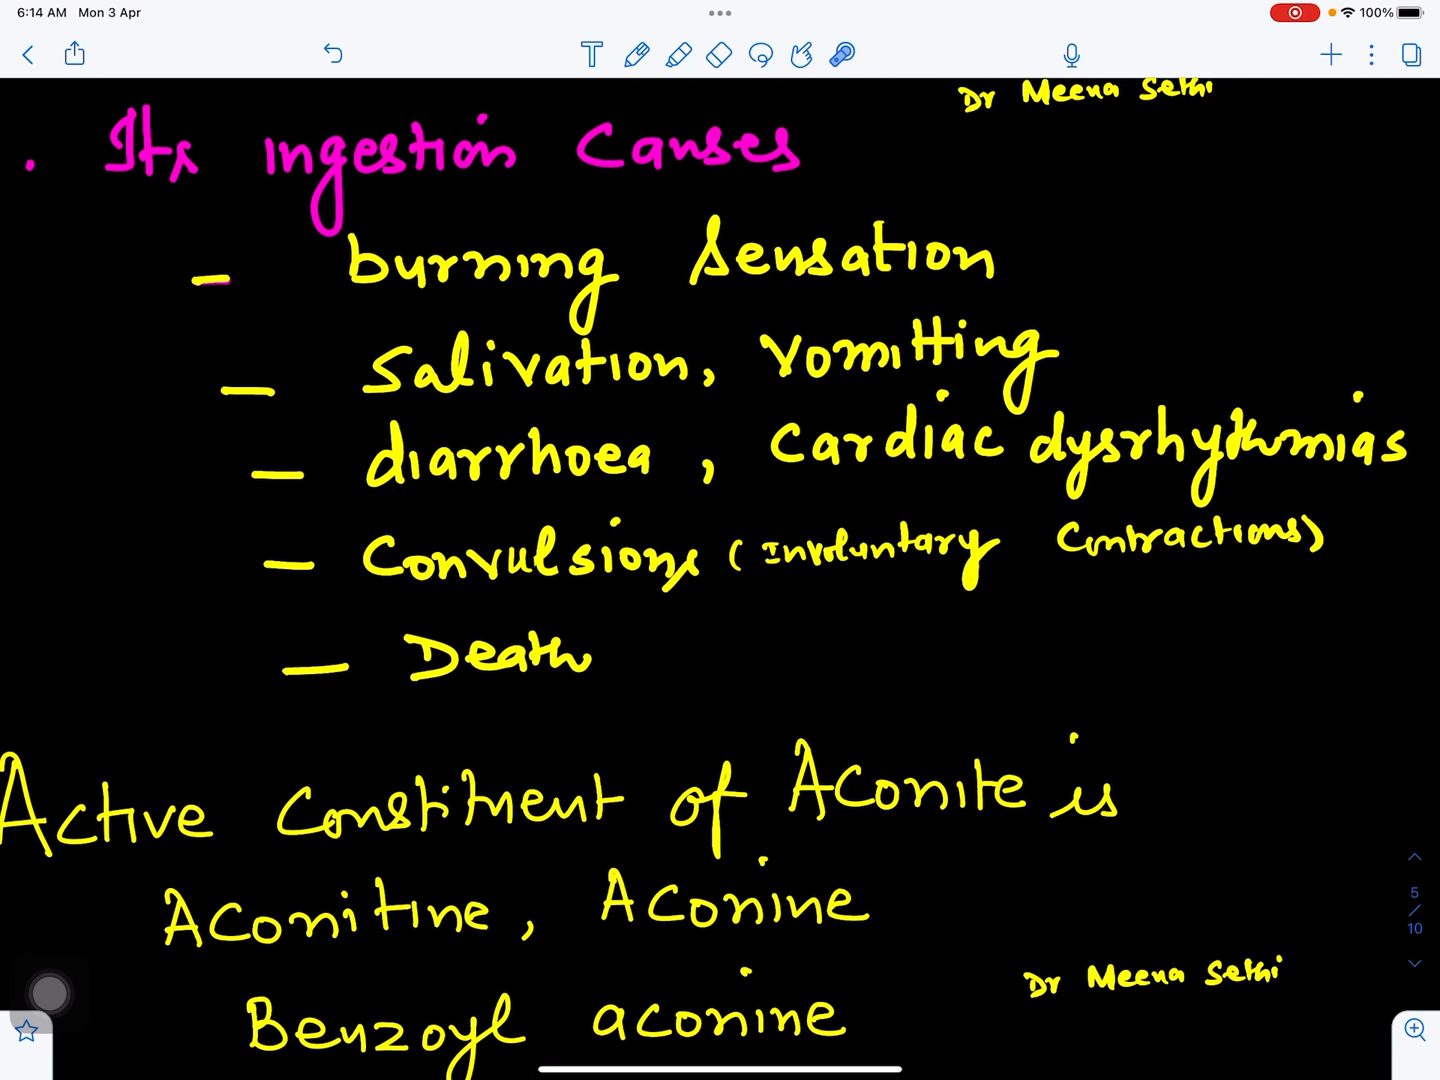 6:14 AM Mon 3 Apr
100%
Dr Meena Sethi
. Its ingestion causes
– burning sensation
– Salivation, vomitting
– diarrhoea, Cardiac dysrhythmias
– Convulsions (involuntary contractions)
– Death
Active Constituent of Aconite is
Aconitine, Aconine
Benzoyl aconine
Dr Meena Sethi
5
/
10